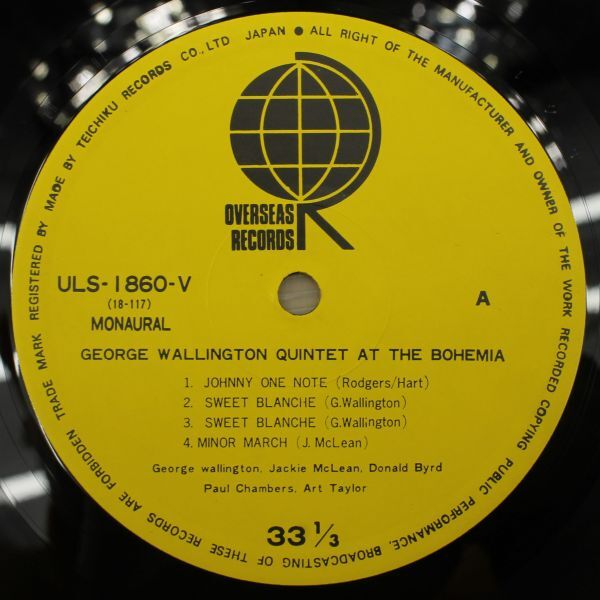 TRADE MARK REGISTERED BY MADE BY TEICHIKU RECORDS CO., LTD JAPAN ● ALL RIGHT OF THE MANUFACTURER AND OWNER OF THE WORK RECORDED COPYING PUBLIC PERFORMANCE, BROADCASTING OF THESE RECORDS ARE FORBIDDEN
OVERSEAS
RECORDS
ULS-1860-V
(18-117)
MONAURAL
A
GEORGE WALLINGTON QUINTET AT THE BOHEMIA
1. JOHNNY ONE NOTE (Rodgers/Hart)
2. SWEET BLANCHE (G.Wallington)
3. SWEET BLANCHE (G.Wallington)
4. MINOR MARCH (J. McLean)
George wallington, Jackie McLean, Donald Byrd
Paul Chambers, Art Taylor
33 1/3